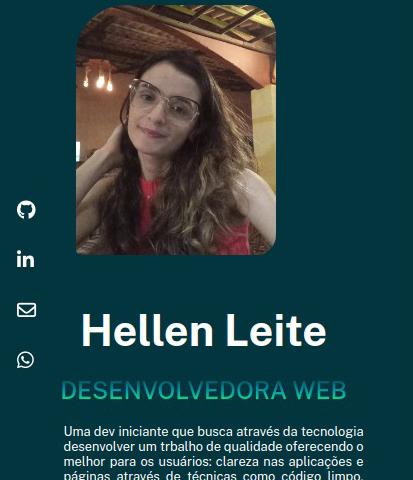 Hellen Leite
DESENVOLVEDORA WEB
Uma dev iniciante que busca através da tecnologia
desenvolver um trbalho de qualidade oferecendo o
melhor para os usuários: clareza nas aplicações e
páginas através de técnicas como código limpo,